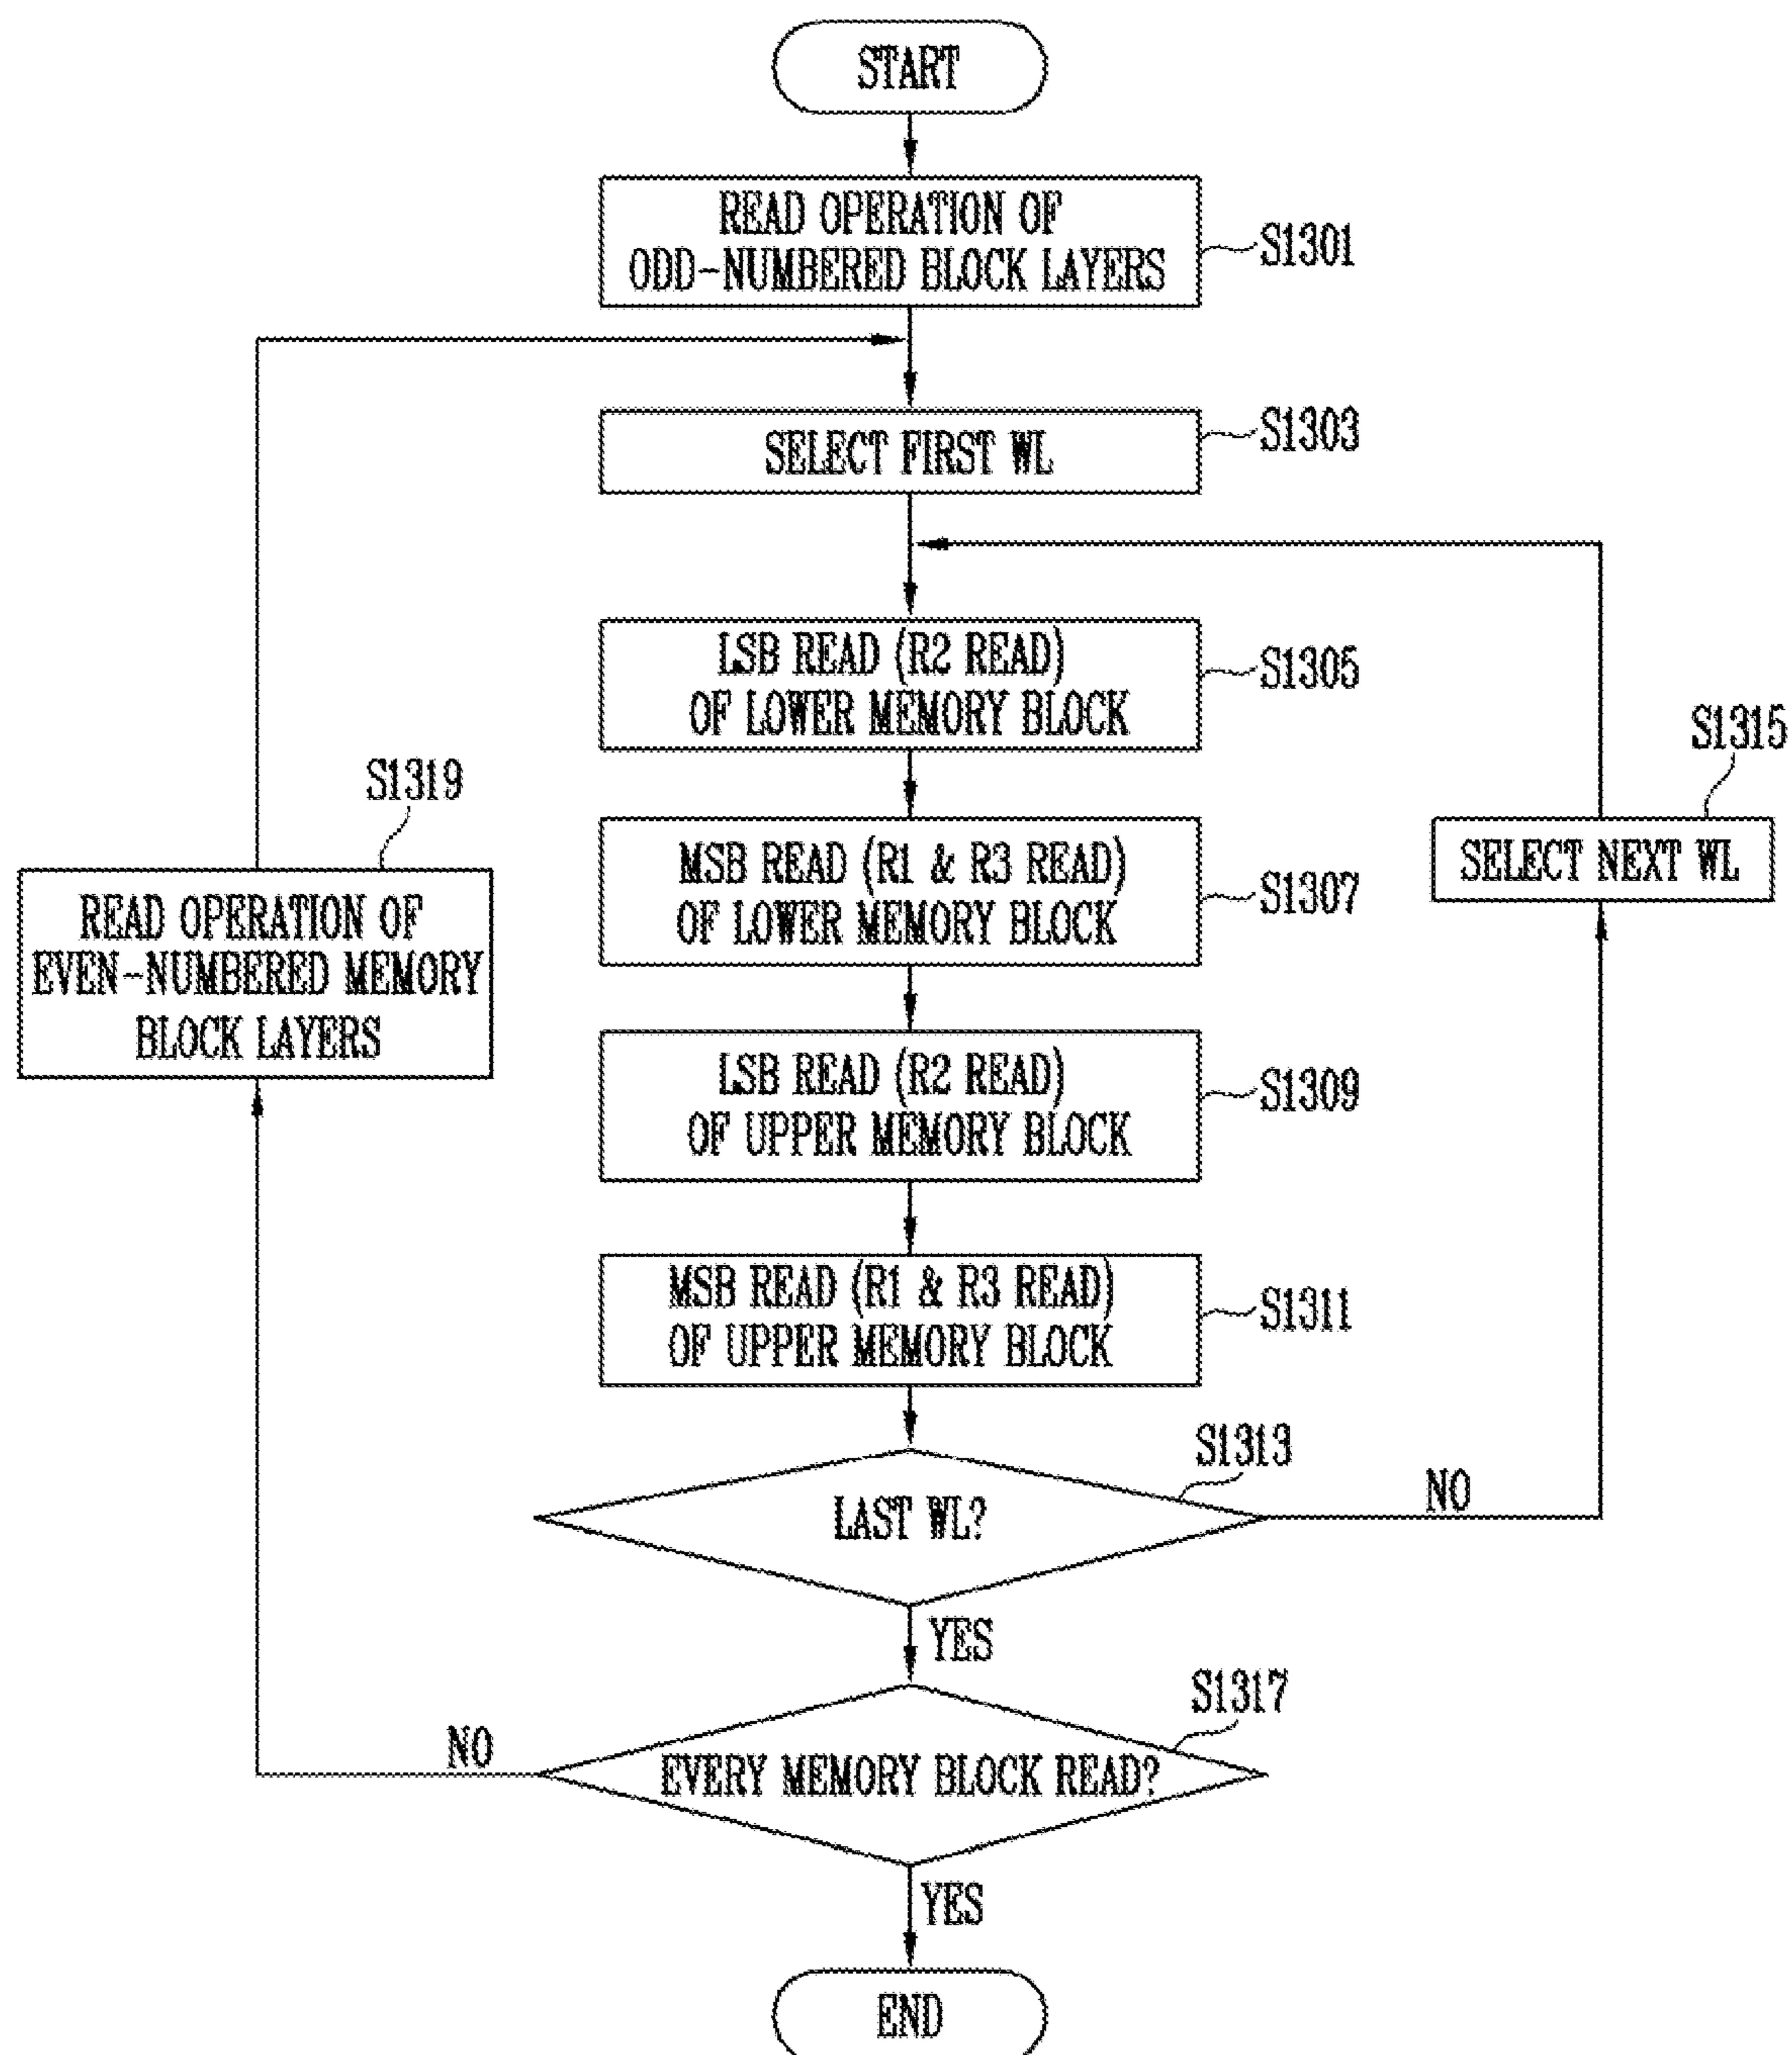 START
READ OPERATION OF
ODD-NUMBERED BLOCK LAYERS
S1301
SELECT FIRST WL
S1303
LSB READ (R2 READ)
OF LOWER MEMORY BLOCK
S1305
MSB READ (R1 & R3 READ)
OF LOWER MEMORY BLOCK
S1307
S1315
SELECT NEXT WL
S1319
READ OPERATION OF
EVEN-NUMBERED MEMORY
BLOCK LAYERS
LSB READ (R2 READ)
OF UPPER MEMORY BLOCK
S1309
MSB READ (R1 & R3 READ)
OF UPPER MEMORY BLOCK
S1311
S1313
LAST WL?
NO
YES
S1317
EVERY MEMORY BLOCK READ?
NO
YES
END